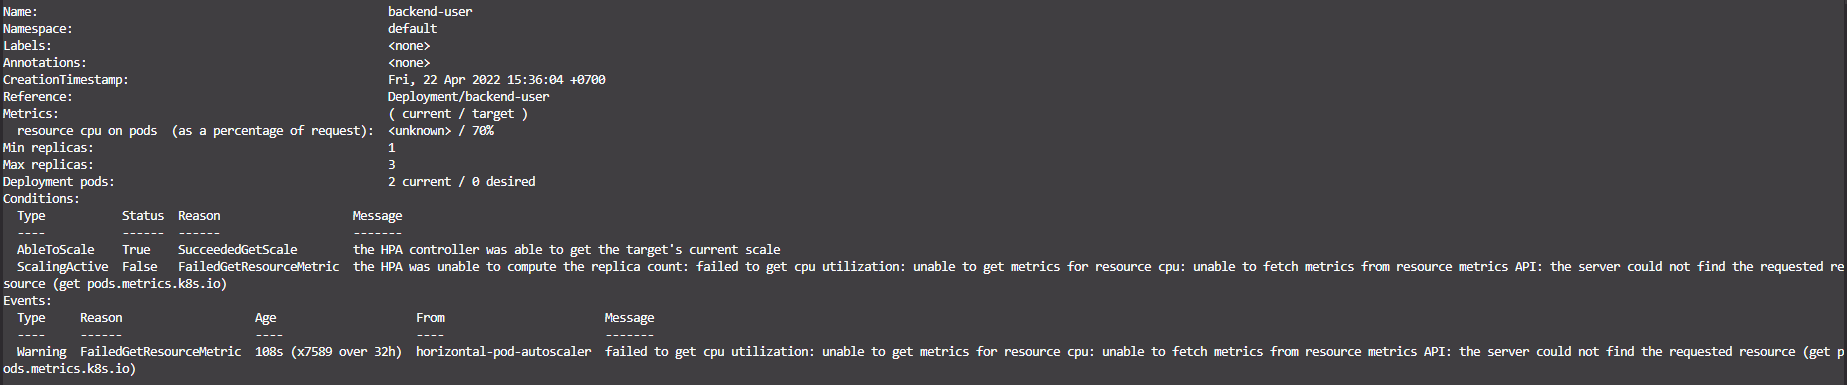 Name:                                                  backend-user
Namespace:                                             default
Labels:                                                <none>
Annotations:                                           <none>
CreationTimestamp:                                     Fri, 22 Apr 2022 15:36:04 +0700
Reference:                                             Deployment/backend-user
Metrics:                                               ( current / target )
  resource cpu on pods  (as a percentage of request):  <unknown> / 70%
Min replicas:                                          1
Max replicas:                                          3
Deployment pods:                                       2 current / 0 desired
Conditions:
  Type           Status  Reason                   Message
  ----           ------  ------                   -------
  AbleToScale    True    SucceededGetScale        the HPA controller was able to get the target's current scale
  ScalingActive  False   FailedGetResourceMetric  the HPA was unable to compute the replica count: failed to get cpu utilization: unable to get metrics for resource cpu: unable to fetch metrics from resource metrics API: the server could not find the requested re
source (get pods.metrics.k8s.io)
Events:
  Type     Reason                   Age                    From                       Message
  ----     ------                   ----                   ----                       -------
  Warning  FailedGetResourceMetric  108s (x7589 over 32h)  horizontal-pod-autoscaler  failed to get cpu utilization: unable to get metrics for resource cpu: unable to fetch metrics from resource metrics API: the server could not find the requested resource (get p
ods.metrics.k8s.io)